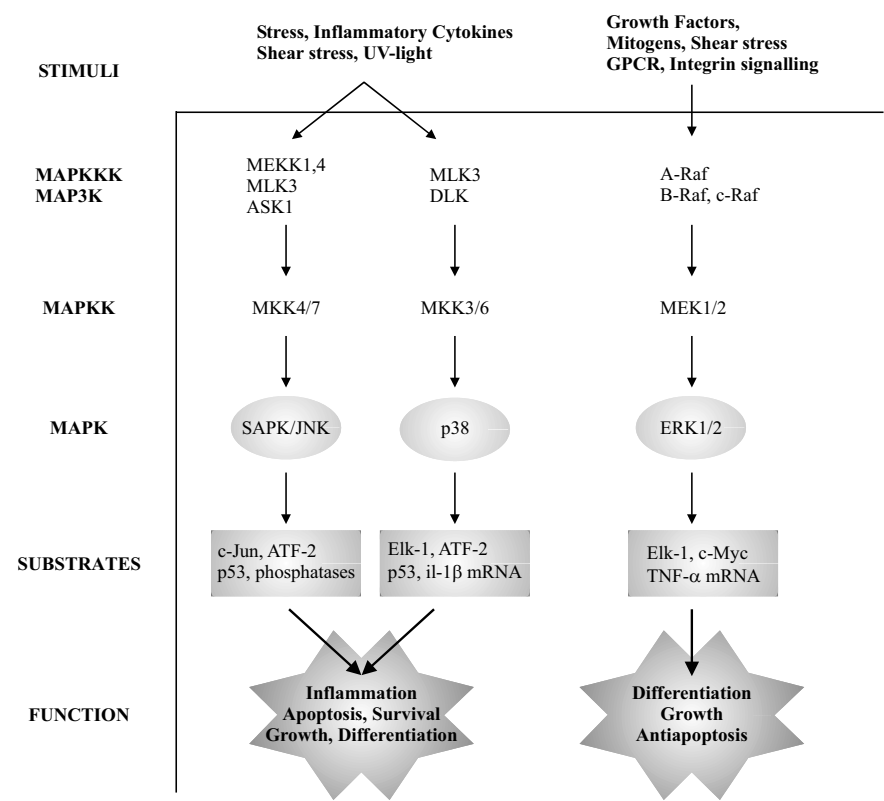 Stress, Inflammatory Cytokines
Shear stress, UV-light
Growth Factors,
Mitogens, Shear stress
GPCR, Integrin signalling
STIMULI
MAPKKK
MAP3K
MEKK1,4
MLK3
ASK1
MLK3
DLK
A-Raf
B-Raf, c-Raf
MAPKK
MKK4/7
MKK3/6
MEK1/2
MAPK
SAPK/JNK
p38
ERK1/2
SUBSTRATES
c-Jun, ATF-2
p53, phosphatases
Elk-1, ATF-2
p53, il-1β mRNA
Elk-1, c-Myc
TNF-α mRNA
FUNCTION
Inflammation
Apoptosis, Survival
Growth, Differentiation
Differentiation
Growth
Antiapoptosis